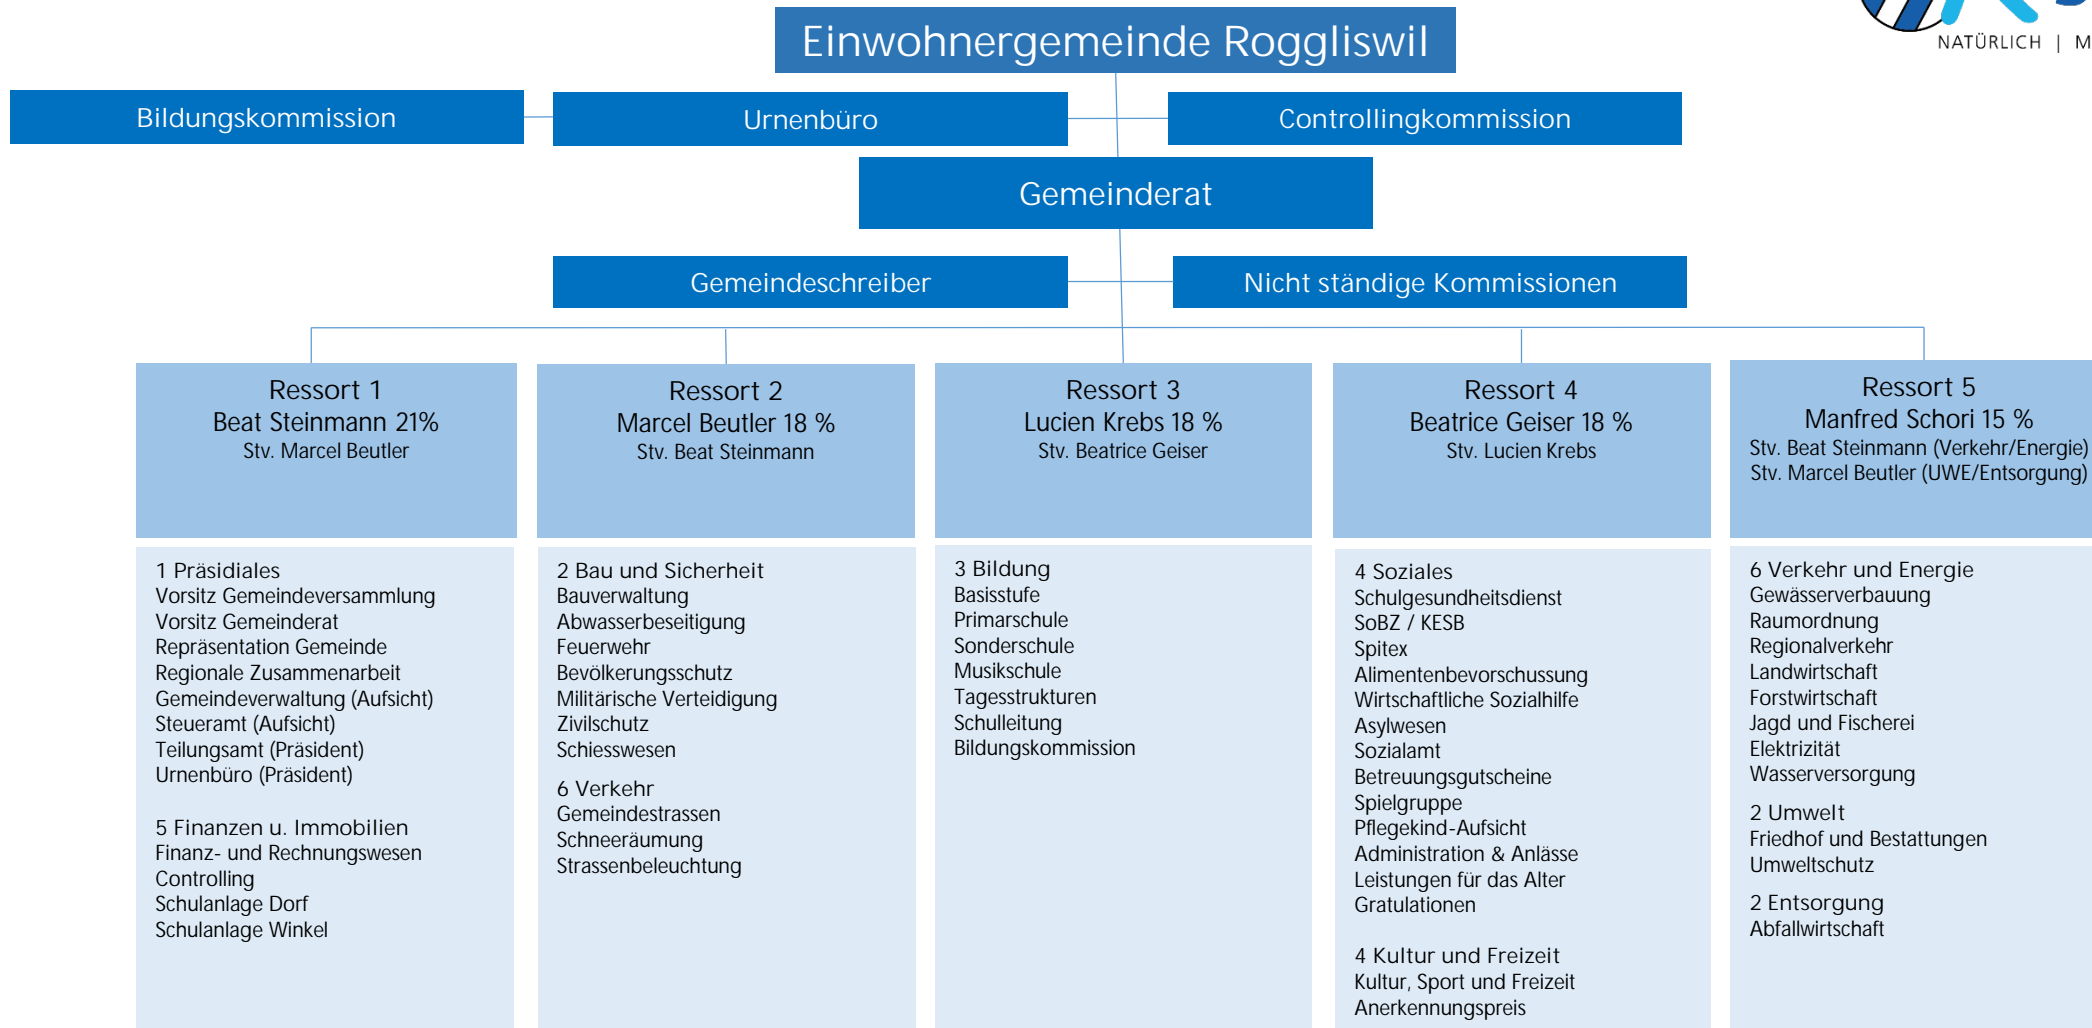 Einwohnergemeinde Roggliswil
NATÜRLICH | M
Bildungskommission
Urnenbüro
Controllingkommission
Gemeinderat
Gemeindeschreiber
Nicht ständige Kommissionen
Ressort 1
Beat Steinmann 21%
Stv. Marcel Beutler
Ressort 2
Marcel Beutler 18 %
Stv. Beat Steinmann
Ressort 3
Lucien Krebs 18 %
Stv. Beatrice Geiser
Ressort 4
Beatrice Geiser 18 %
Stv. Lucien Krebs
Ressort 5
Manfred Schori 15 %
Stv. Beat Steinmann (Verkehr/Energie)
Stv. Marcel Beutler (UWE/Entsorgung)
1 Präsidiales
Vorsitz Gemeindeversammlung
Vorsitz Gemeinderat
Repräsentation Gemeinde
Regionale Zusammenarbeit
Gemeindeverwaltung (Aufsicht)
Steueramt (Aufsicht)
Teilungsamt (Präsident)
Urnenbüro (Präsident)
5 Finanzen u. Immobilien
Finanz- und Rechnungswesen
Controlling
Schulanlage Dorf
Schulanlage Winkel
2 Bau und Sicherheit
Bauverwaltung
Abwasserbeseitigung
Feuerwehr
Bevölkerungsschutz
Militärische Verteidigung
Zivilschutz
Schiesswesen
6 Verkehr
Gemeindestrassen
Schneeräumung
Strassenbeleuchtung
3 Bildung
Basisstufe
Primarschule
Sonderschule
Musikschule
Tagesstrukturen
Schulleitung
Bildungskommission
4 Soziales
Schulgesundheitsdienst
SoBZ / KESB
Spitex
Alimentenbevorschussung
Wirtschaftliche Sozialhilfe
Asylwesen
Sozialamt
Betreuungsgutscheine
Spielgruppe
Pflegekind-Aufsicht
Administration & Anlässe
Leistungen für das Alter
Gratulationen
4 Kultur und Freizeit
Kultur, Sport und Freizeit
Anerkennungspreis
6 Verkehr und Energie
Gewässerverbauung
Raumordnung
Regionalverkehr
Landwirtschaft
Forstwirtschaft
Jagd und Fischerei
Elektrizität
Wasserversorgung
2 Umwelt
Friedhof und Bestattungen
Umweltschutz
2 Entsorgung
Abfallwirtschaft